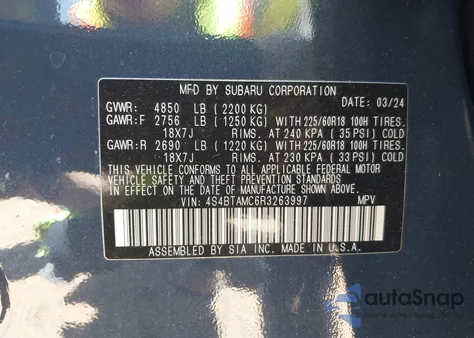 MFD BY SUBARU CORPORATION
GVWR: 4850 LB (2200 KG) DATE: 03/24
GAWR:F 2756 LB (1250 KG) WITH 225/60R18 100H TIRES.
18X7J RIMS. AT 240 KPA (35 PSI) COLD
GAWR:R 2690 LB (1220 KG) WITH 225/60R18 100H TIRES.
18X7J RIMS. AT 230 KPA (33 PSI) COLD
THIS VEHICLE CONFORMS TO ALL APPLICABLE FEDERAL MOTOR
VEHICLE SAFETY AND THEFT PREVENTION STANDARDS
IN EFFECT ON THE DATE OF MANUFACTURE SHOWN ABOVE.
VIN: 4S4BTAMC6R3263997 MPV
ASSEMBLED BY SIA INC. MADE IN U.S.A.
autoSnap